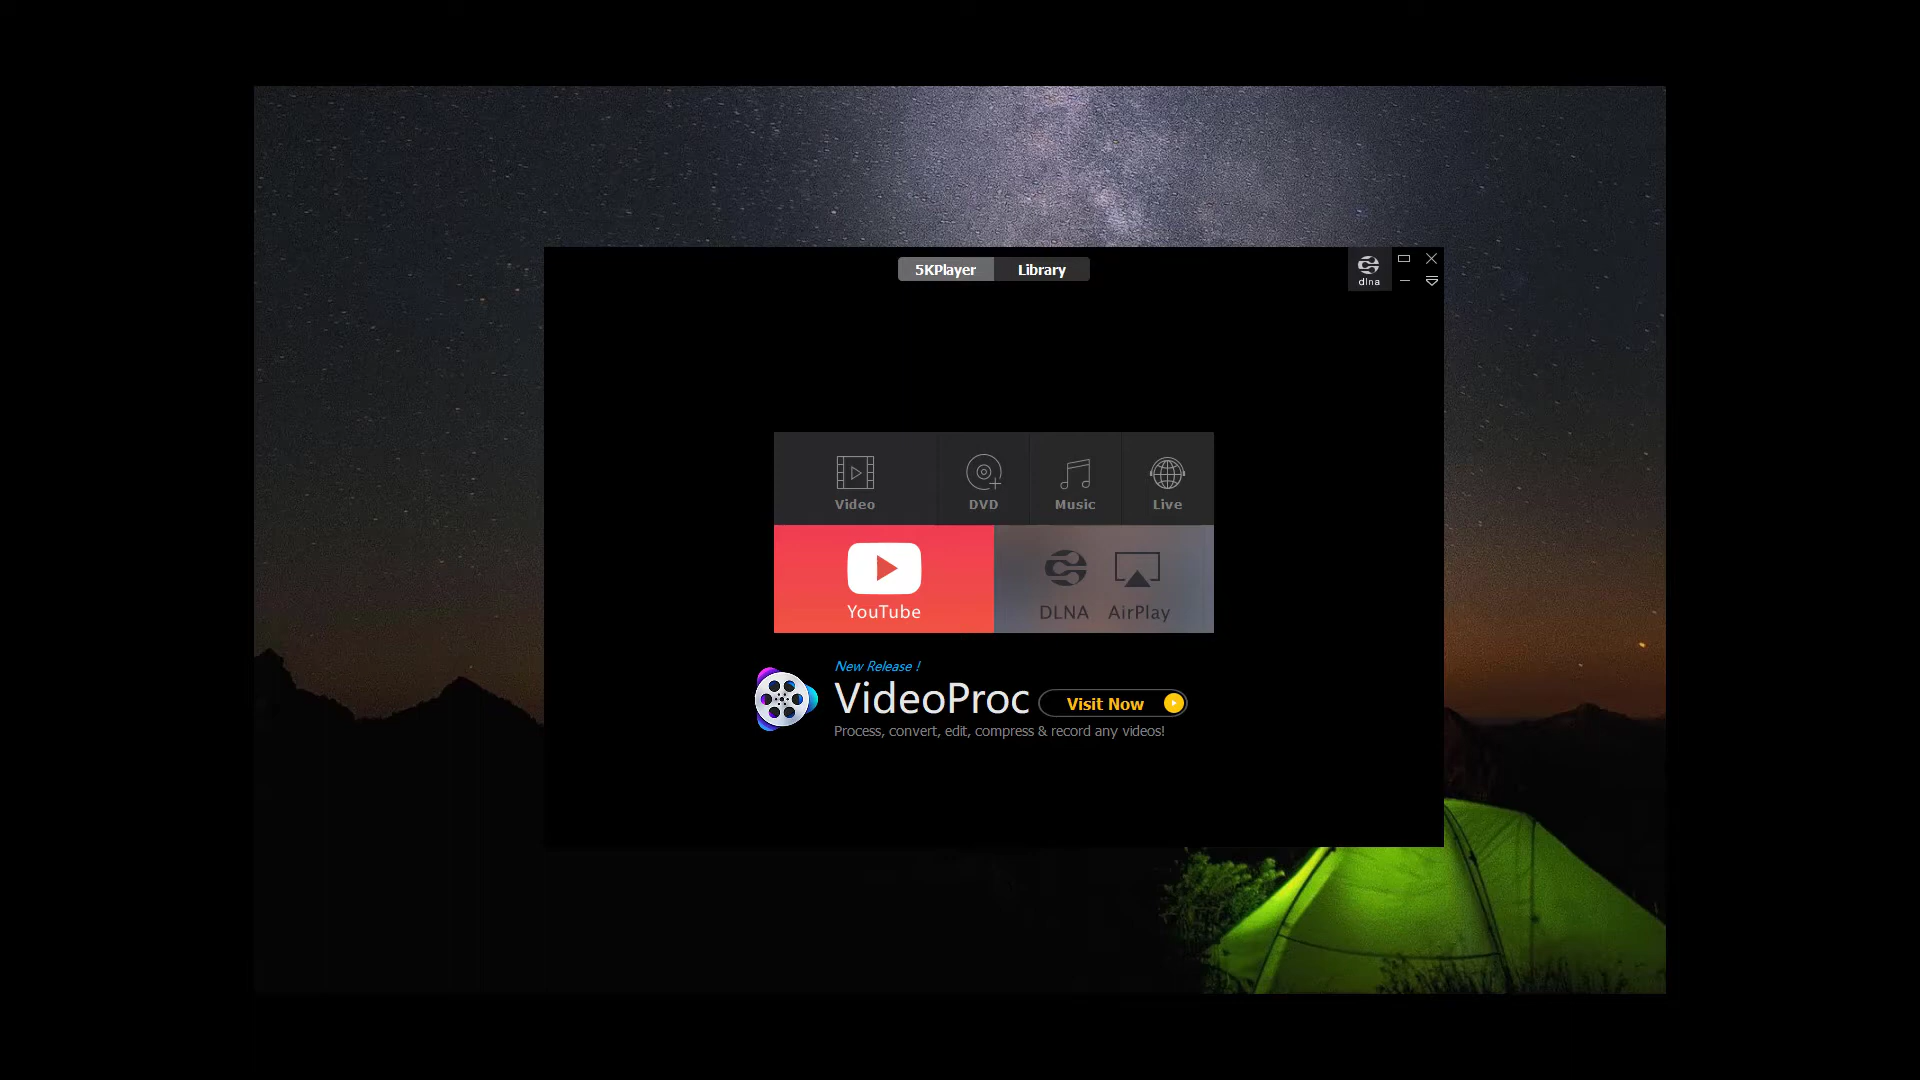 5KPlayer Library
dlna
Video DVD Music Live
YouTube DLNA AirPlay
New Release !
VideoProc Visit Now
Process, convert, edit, compress & record any videos!